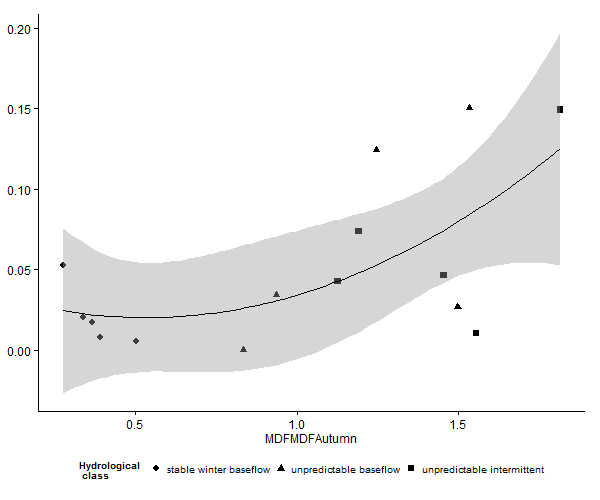 0.20
0.15
0.10
0.05
0.00
0.5 1.0 1.5
MDFMDFAutumn
Hydrological
class
stable winter baseflow unpredictable baseflow unpredictable intermittent